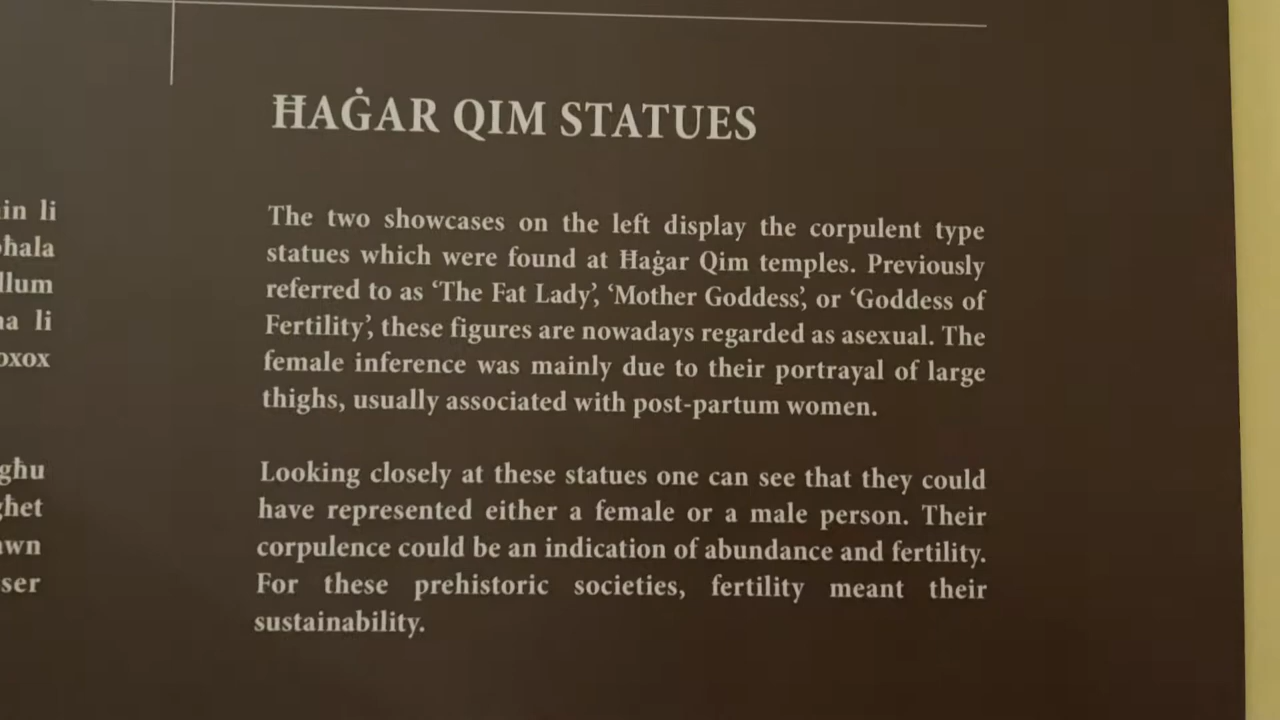 ĦAĠAR QIM STATUES
The two showcases on the left display the corpulent type
statues which were found at Ħaġar Qim temples. Previously
referred to as ‘The Fat Lady’, ‘Mother Goddess’, or ‘Goddess of
Fertility’, these figures are nowadays regarded as asexual. The
female inference was mainly due to their portrayal of large
thighs, usually associated with post-partum women.
Looking closely at these statues one can see that they could
have represented either a female or a male person. Their
corpulence could be an indication of abundance and fertility.
For these prehistoric societies, fertility meant their
sustainability.
li
li